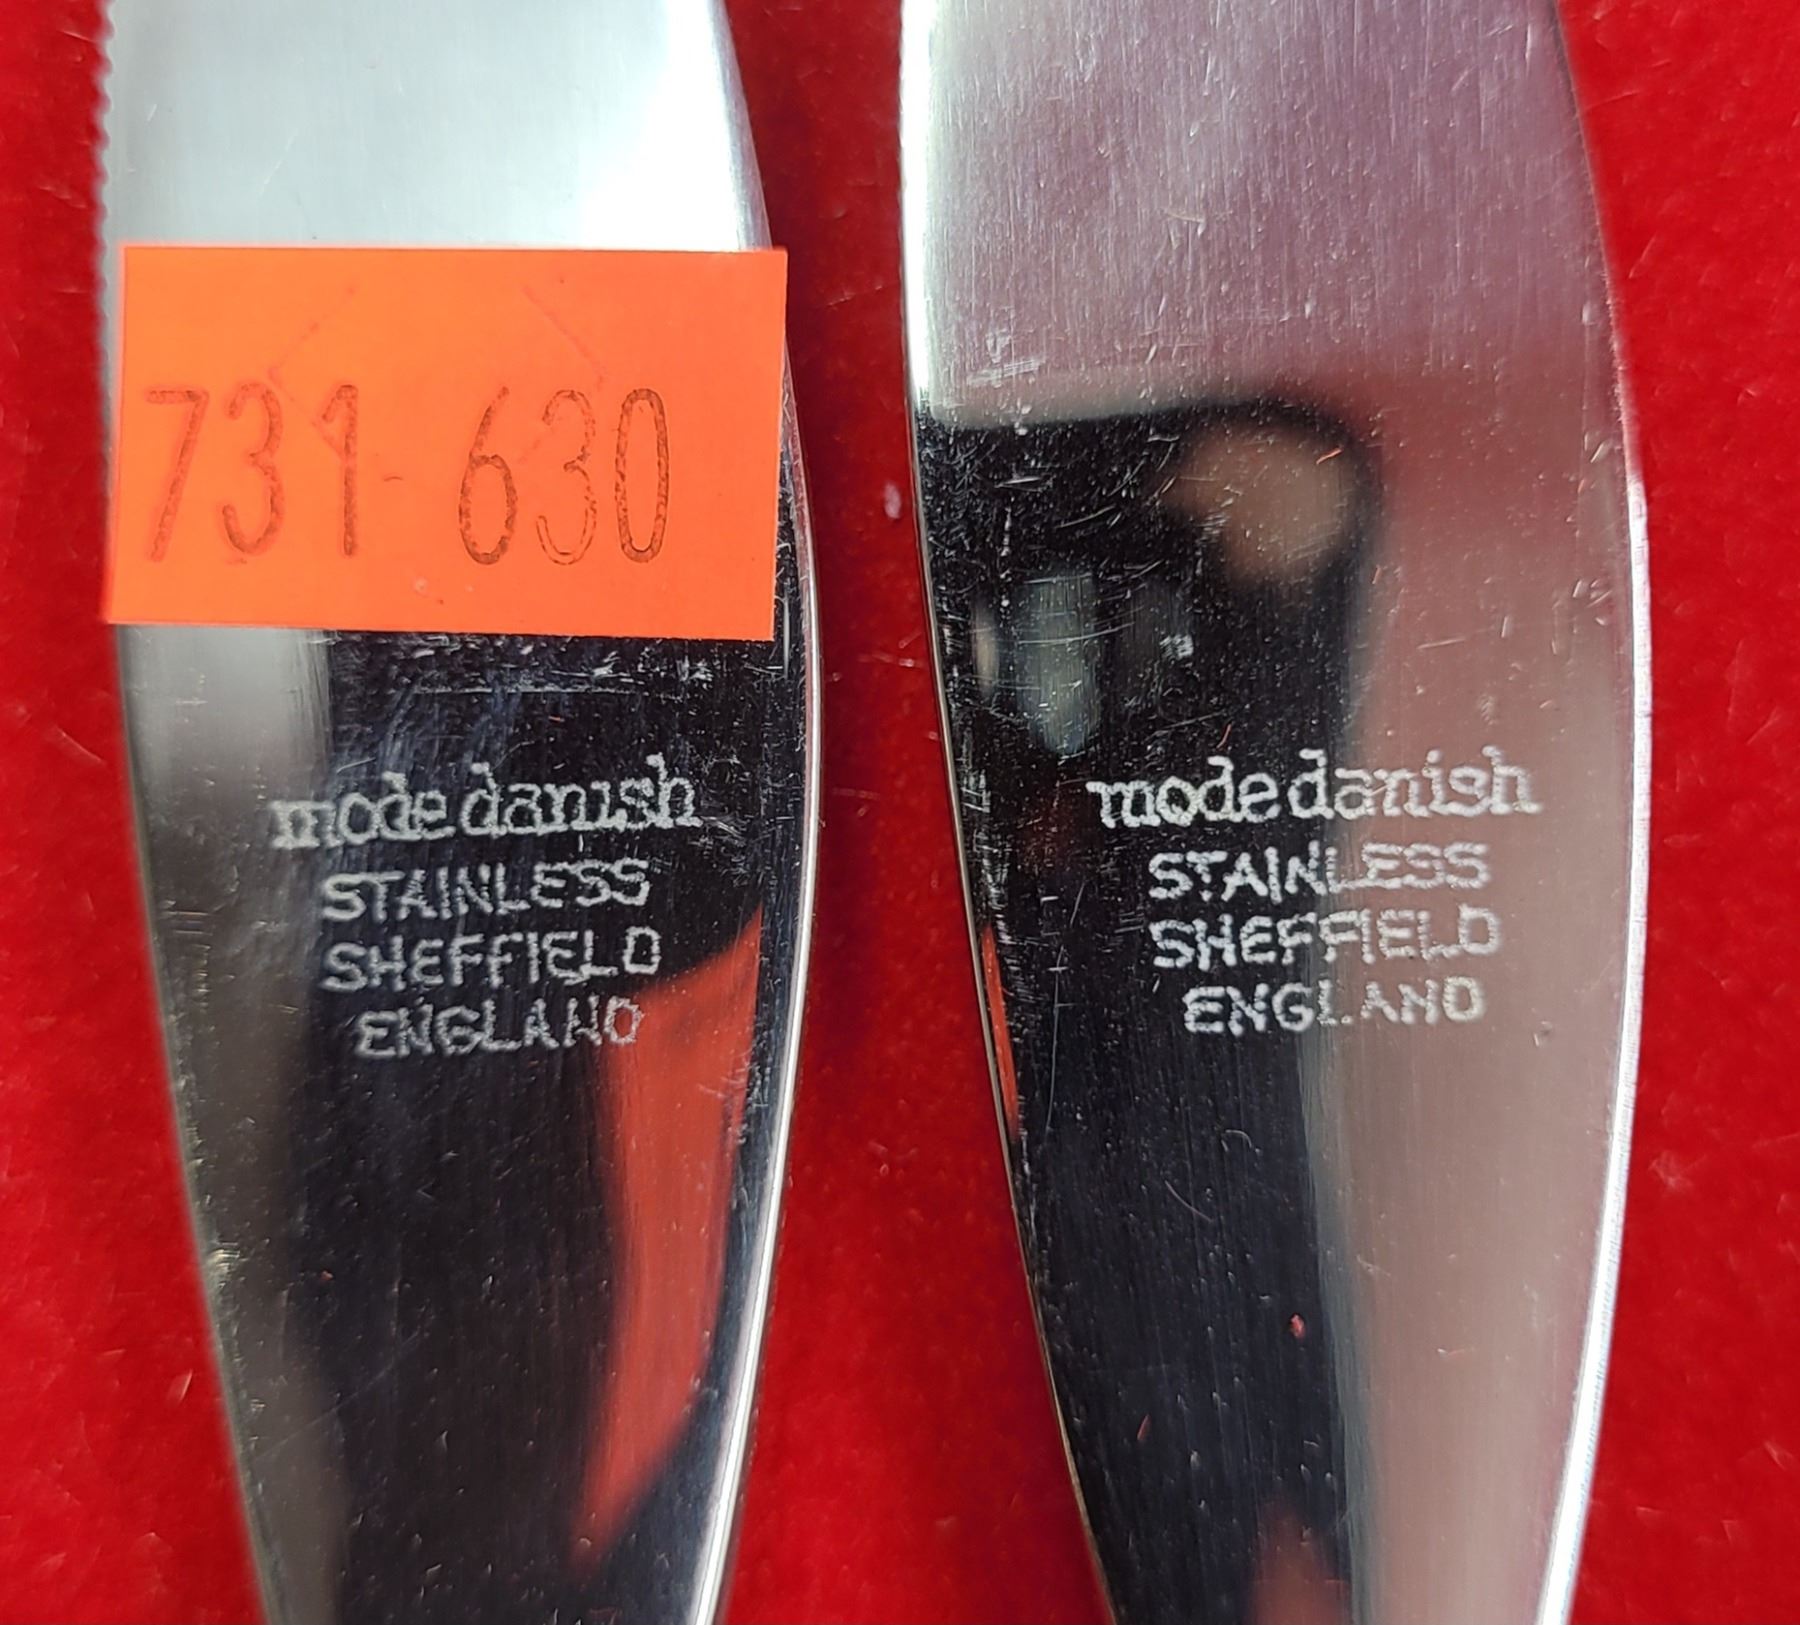 731-630
mode danish
STAINLESS
SHEFFIELD
ENGLAND
mode danish
STAINLESS
SHEFFIELD
ENGLAND